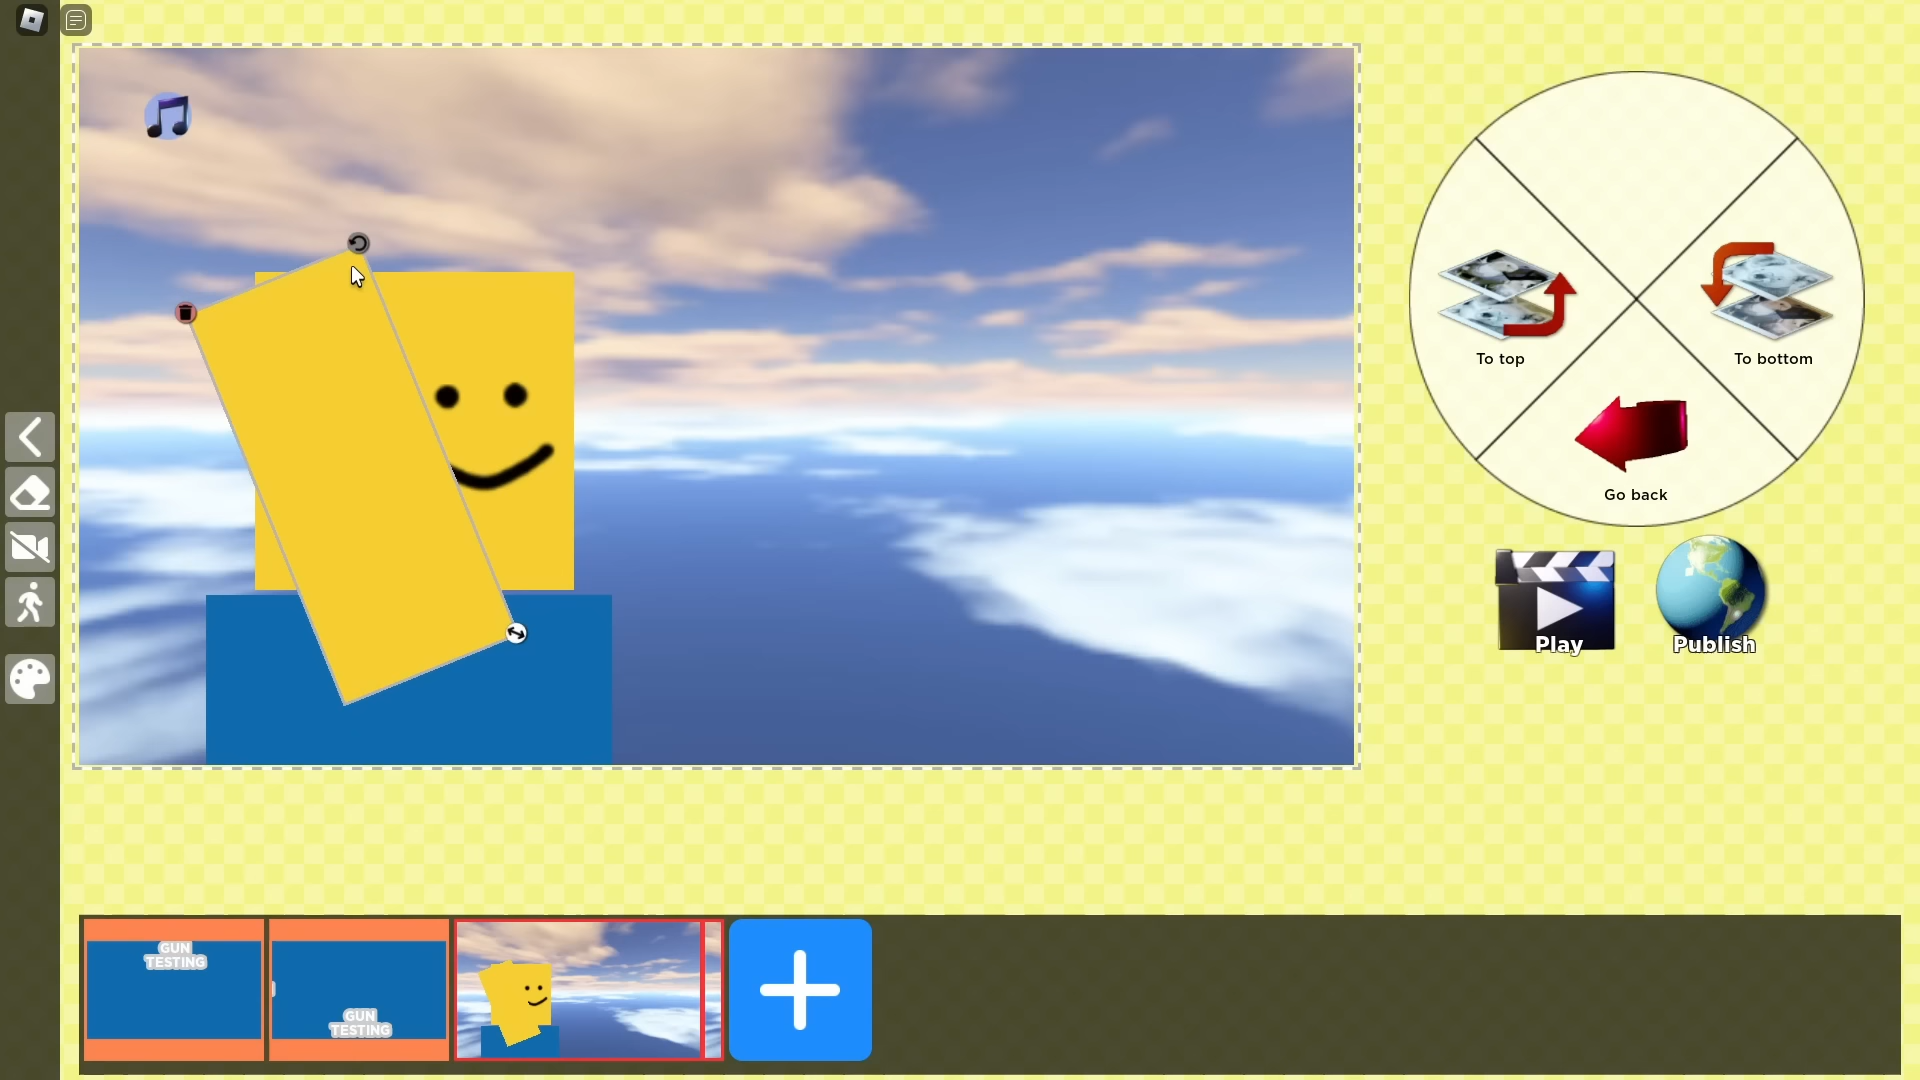 To top
To bottom
Go back
Play
Publish
GUN
TESTING
GUN
TESTING